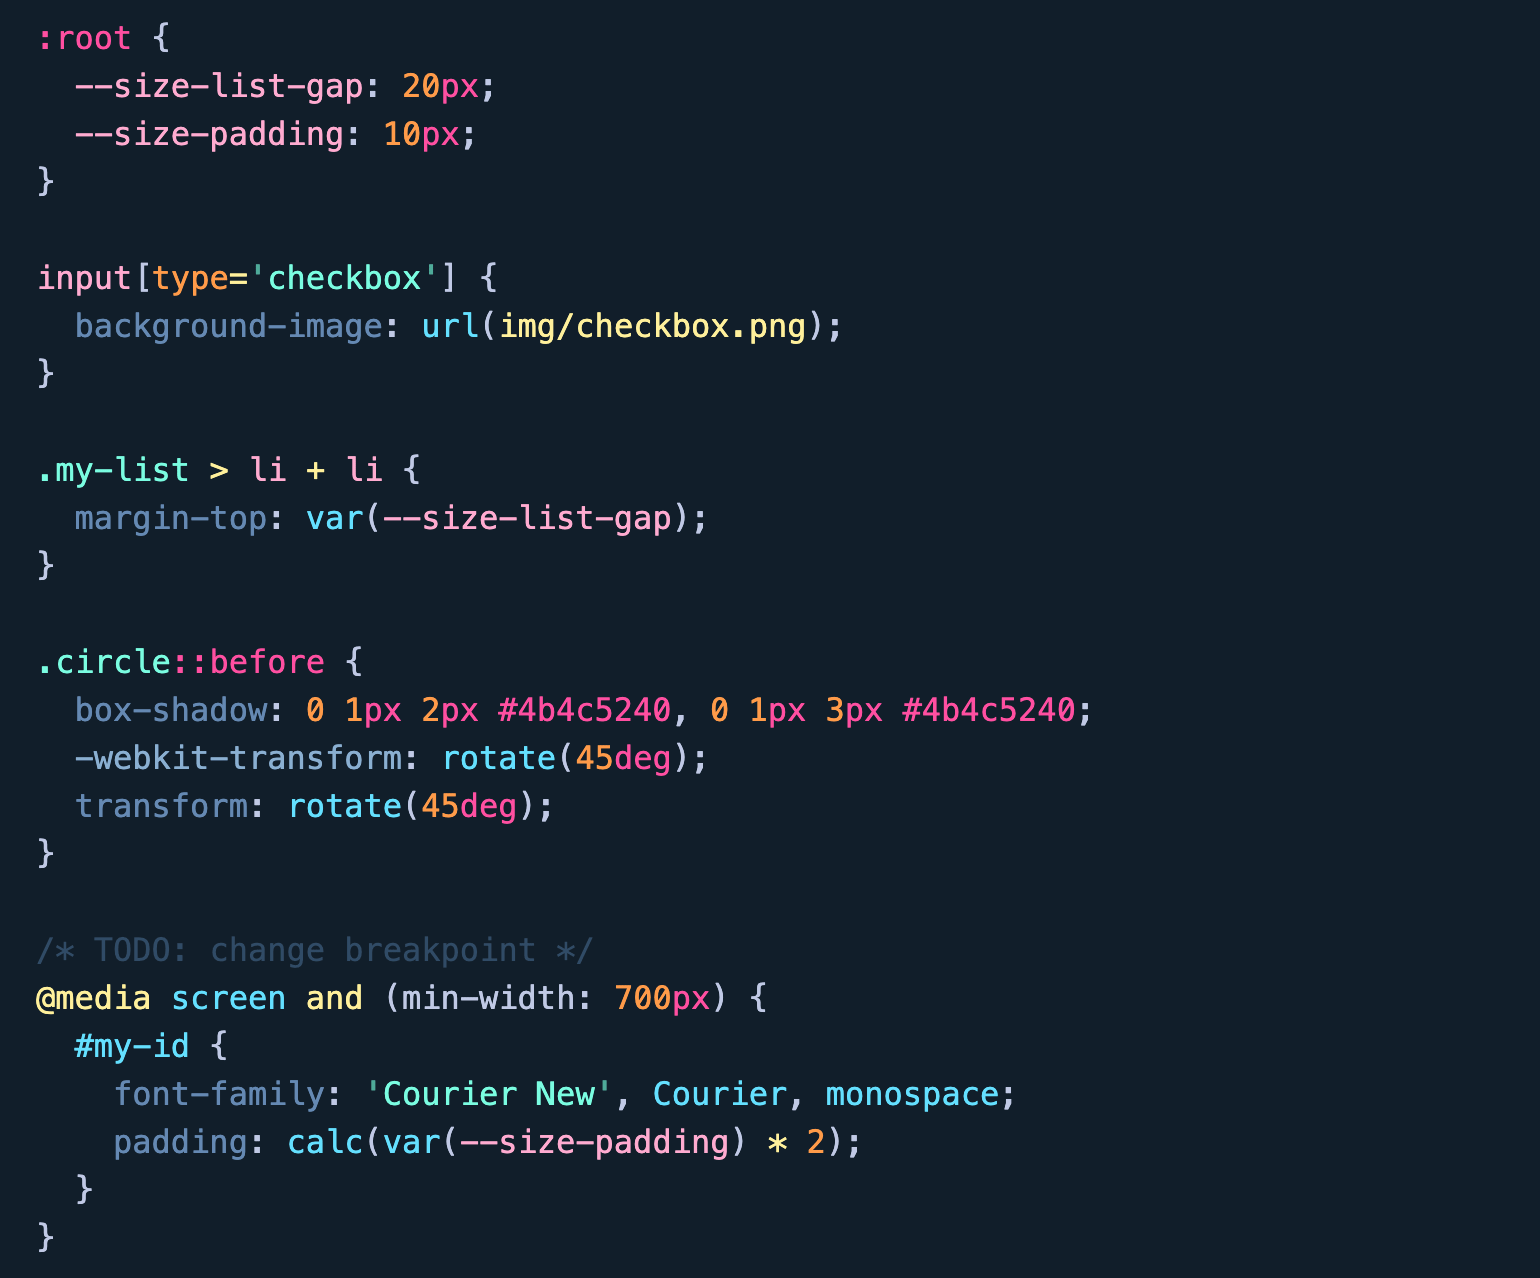 :root {
  --size-list-gap: 20px;
  --size-padding: 10px;
}

input[type='checkbox'] {
  background-image: url(img/checkbox.png);
}

.my-list > li + li {
  margin-top: var(--size-list-gap);
}

.circle::before {
  box-shadow: 0 1px 2px #4b4c5240, 0 1px 3px #4b4c5240;
  -webkit-transform: rotate(45deg);
  transform: rotate(45deg);
}

/* TODO: change breakpoint */
@media screen and (min-width: 700px) {
  #my-id {
    font-family: 'Courier New', Courier, monospace;
    padding: calc(var(--size-padding) * 2);
  }
}